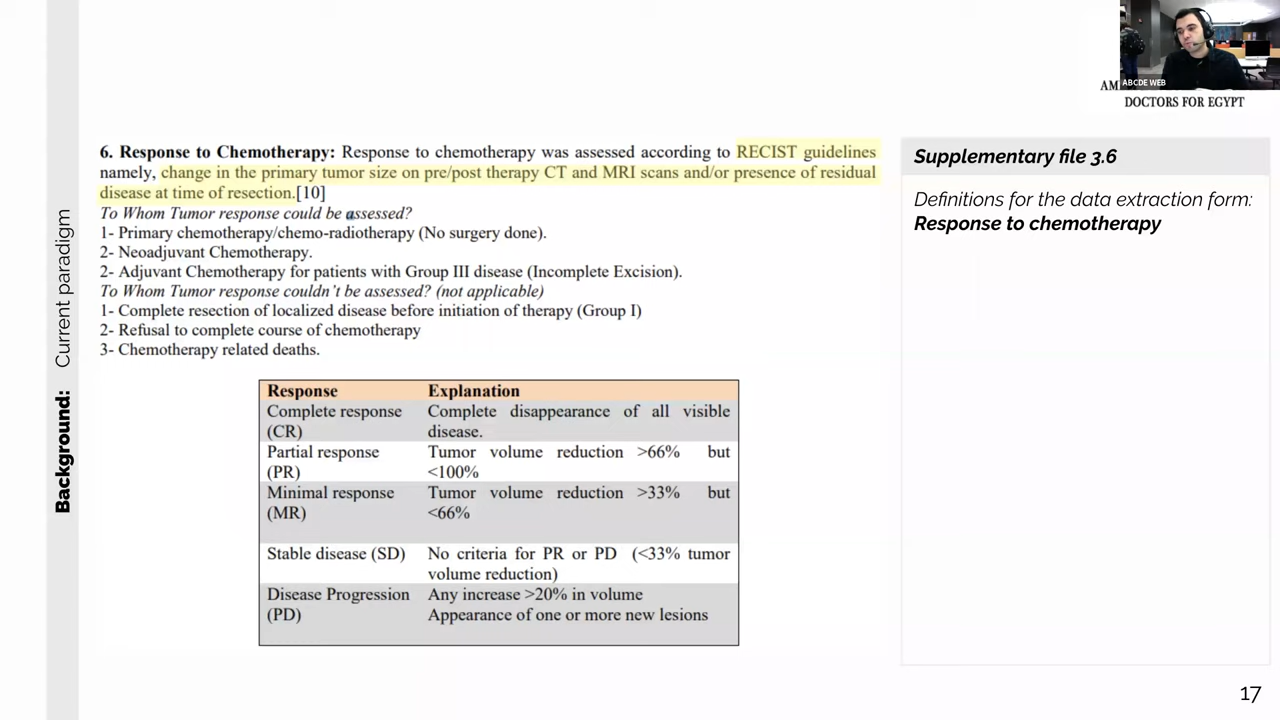 Background: Current paradigm
6. Response to Chemotherapy: Response to chemotherapy was assessed according to RECIST guidelines
namely, change in the primary tumor size on pre/post therapy CT and MRI scans and/or presence of residual
disease at time of resection.[10]
To Whom Tumor response could be assessed?
1- Primary chemotherapy/chemo-radiotherapy (No surgery done).
2- Neoadjuvant Chemotherapy.
2- Adjuvant Chemotherapy for patients with Group III disease (Incomplete Excision).
To Whom Tumor response couldn't be assessed? (not applicable)
1- Complete resection of localized disease before initiation of therapy (Group I)
2- Refusal to complete course of chemotherapy
3- Chemotherapy related deaths.
Response Explanation
Complete response Complete disappearance of all visible
(CR) disease.
Partial response Tumor volume reduction >66% but
(PR) <100%
Minimal response Tumor volume reduction >33% but
(MR) <66%
Stable disease (SD) No criteria for PR or PD (<33% tumor
volume reduction)
Disease Progression Any increase >20% in volume
(PD) Appearance of one or more new lesions
ABCDE WEB
AM
DOCTORS FOR EGYPT
Supplementary file 3.6
Definitions for the data extraction form:
Response to chemotherapy
17